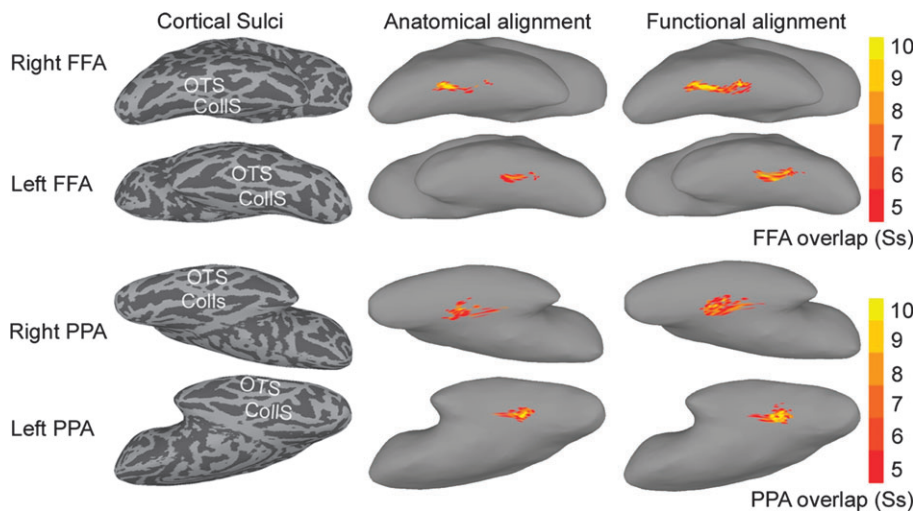 Cortical Sulci Anatomical alignment Functional alignment
Right FFA
OTS
CollS
Left FFA
OTS
CollS
10
9
8
7
6
5
FFA overlap (Ss)
Right PPA
OTS
Colls
Left PPA
OTS
CollS
10
9
8
7
6
5
PPA overlap (Ss)